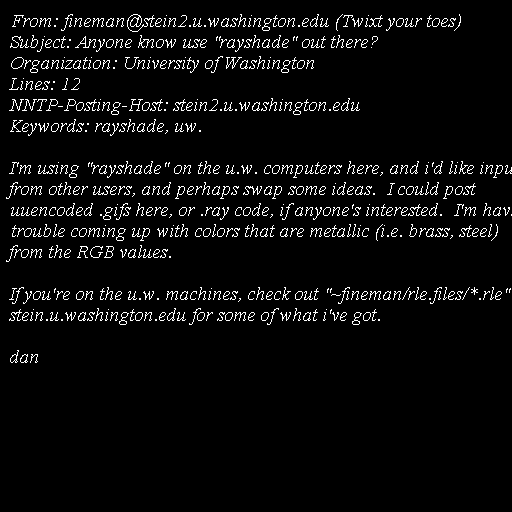 From: fineman@stein2.u.washington.edu (Twixt your toes)
Subject: Anyone know use "rayshade" out there?
Organization: University of Washington
Lines: 12
NNTP-Posting-Host: stein2.u.washington.edu
Keywords: rayshade, uw.

I'm using "rayshade" on the u.w. computers here, and i'd like inpu
from other users, and perhaps swap some ideas.  I could post
uuencoded .gifs here, or .ray code, if anyone's interested.  I'm hav
trouble coming up with colors that are metallic (i.e. brass, steel)
from the RGB values.

If you're on the u.w. machines, check out "~fineman/rle.files/*.rle"
stein.u.washington.edu for some of what i've got.

dan